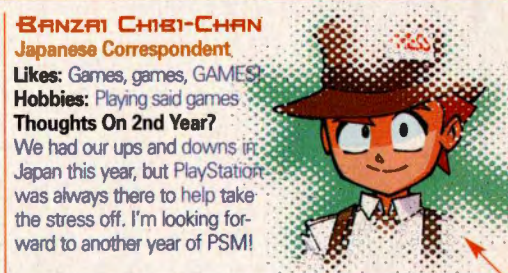 BANZAI CHIBI-CHAN
Japanese Correspondent
Likes: Games, games, GAMES!
Hobbies: Playing said games
Thoughts On 2nd Year?
We had our ups and downs in
Japan this year, but PlayStation
was always there to help take
the stress off. I'm looking for-
ward to another year of PSM!